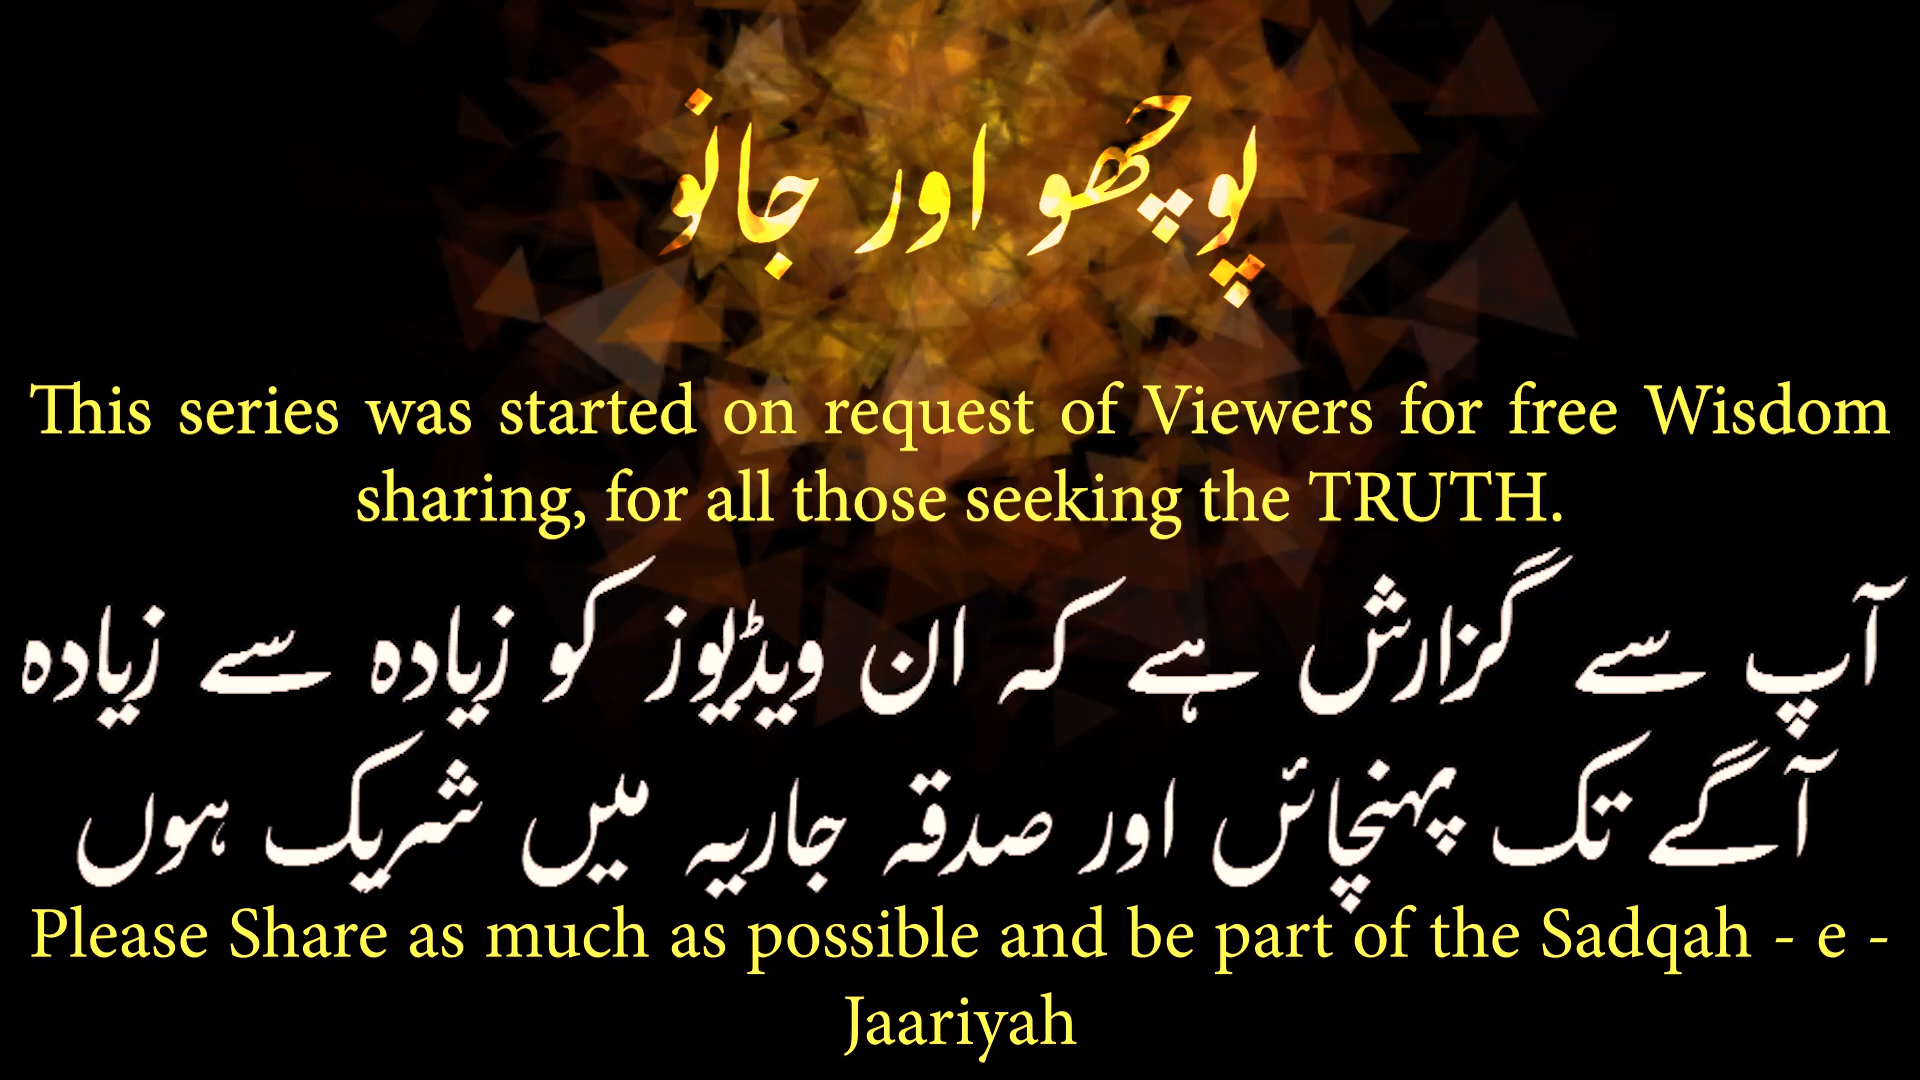 پوچھو اور جانو
This series was started on request of Viewers for free Wisdom
sharing, for all those seeking the TRUTH.
آپ سے گزارش ہے کہ ان ویڈیوز کو زیادہ سے زیادہ
آگے تک پہنچائں اور صدقہ جاریہ میں شریک ہوں
Please Share as much as possible and be part of the Sadqah - e -
Jaariyah